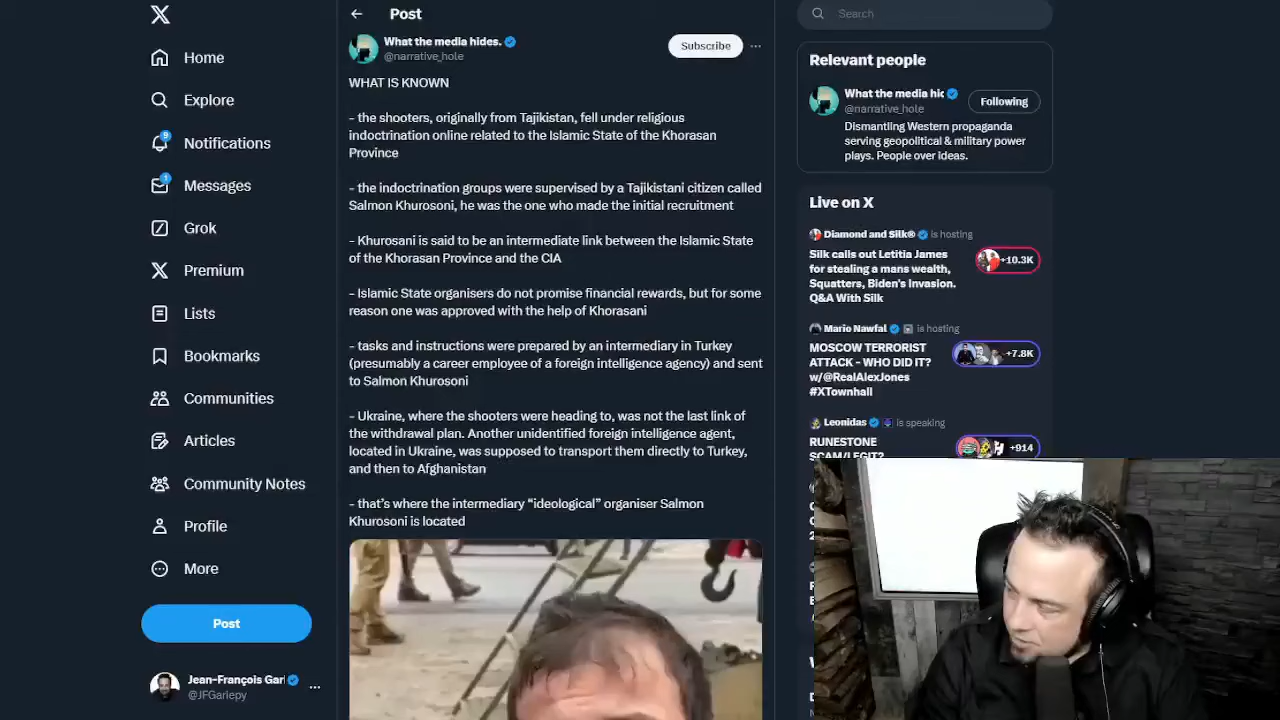 Home
Explore
9
Notifications
1
Messages
Grok
Premium
Lists
Bookmarks
Communities
Articles
Community Notes
Profile
More
Post
Jean-François Gari
@JFGariepy
Post
What the media hides.
@narrative_hole
Subscribe
WHAT IS KNOWN
- the shooters, originally from Tajikistan, fell under religious
indoctrination online related to the Islamic State of the Khorasan
Province
- the indoctrination groups were supervised by a Tajikistani citizen called
Salmon Khurosoni, he was the one who made the initial recruitment
- Khurosani is said to be an intermediate link between the Islamic State
of the Khorasan Province and the CIA
- Islamic State organisers do not promise financial rewards, but for some
reason one was approved with the help of Khorasani
- tasks and instructions were prepared by an intermediary in Turkey
(presumably a career employee of a foreign intelligence agency) and sent
to Salmon Khurosoni
- Ukraine, where the shooters were heading to, was not the last link of
the withdrawal plan. Another unidentified foreign intelligence agent,
located in Ukraine, was supposed to transport them directly to Turkey,
and then to Afghanistan
- that's where the intermediary “ideological” organiser Salmon
Khurosoni is located
Search
Relevant people
What the media hid
@narrative_hole
Following
Dismantling Western propaganda
serving geopolitical & military power
plays. People over ideas.
Live on X
Diamond and Silk® is hosting
Silk calls out Letitia James
for stealing a mans wealth,
Squatters, Biden's Invasion.
Q&A With Silk
+10.3K
Mario Nawfal is hosting
MOSCOW TERRORIST
ATTACK - WHO DID IT?
w/@RealAlexJones
#XTownhall
+7.8K
Leonidas is speaking
RUNESTONE
SCAM/LEGIT?
+914